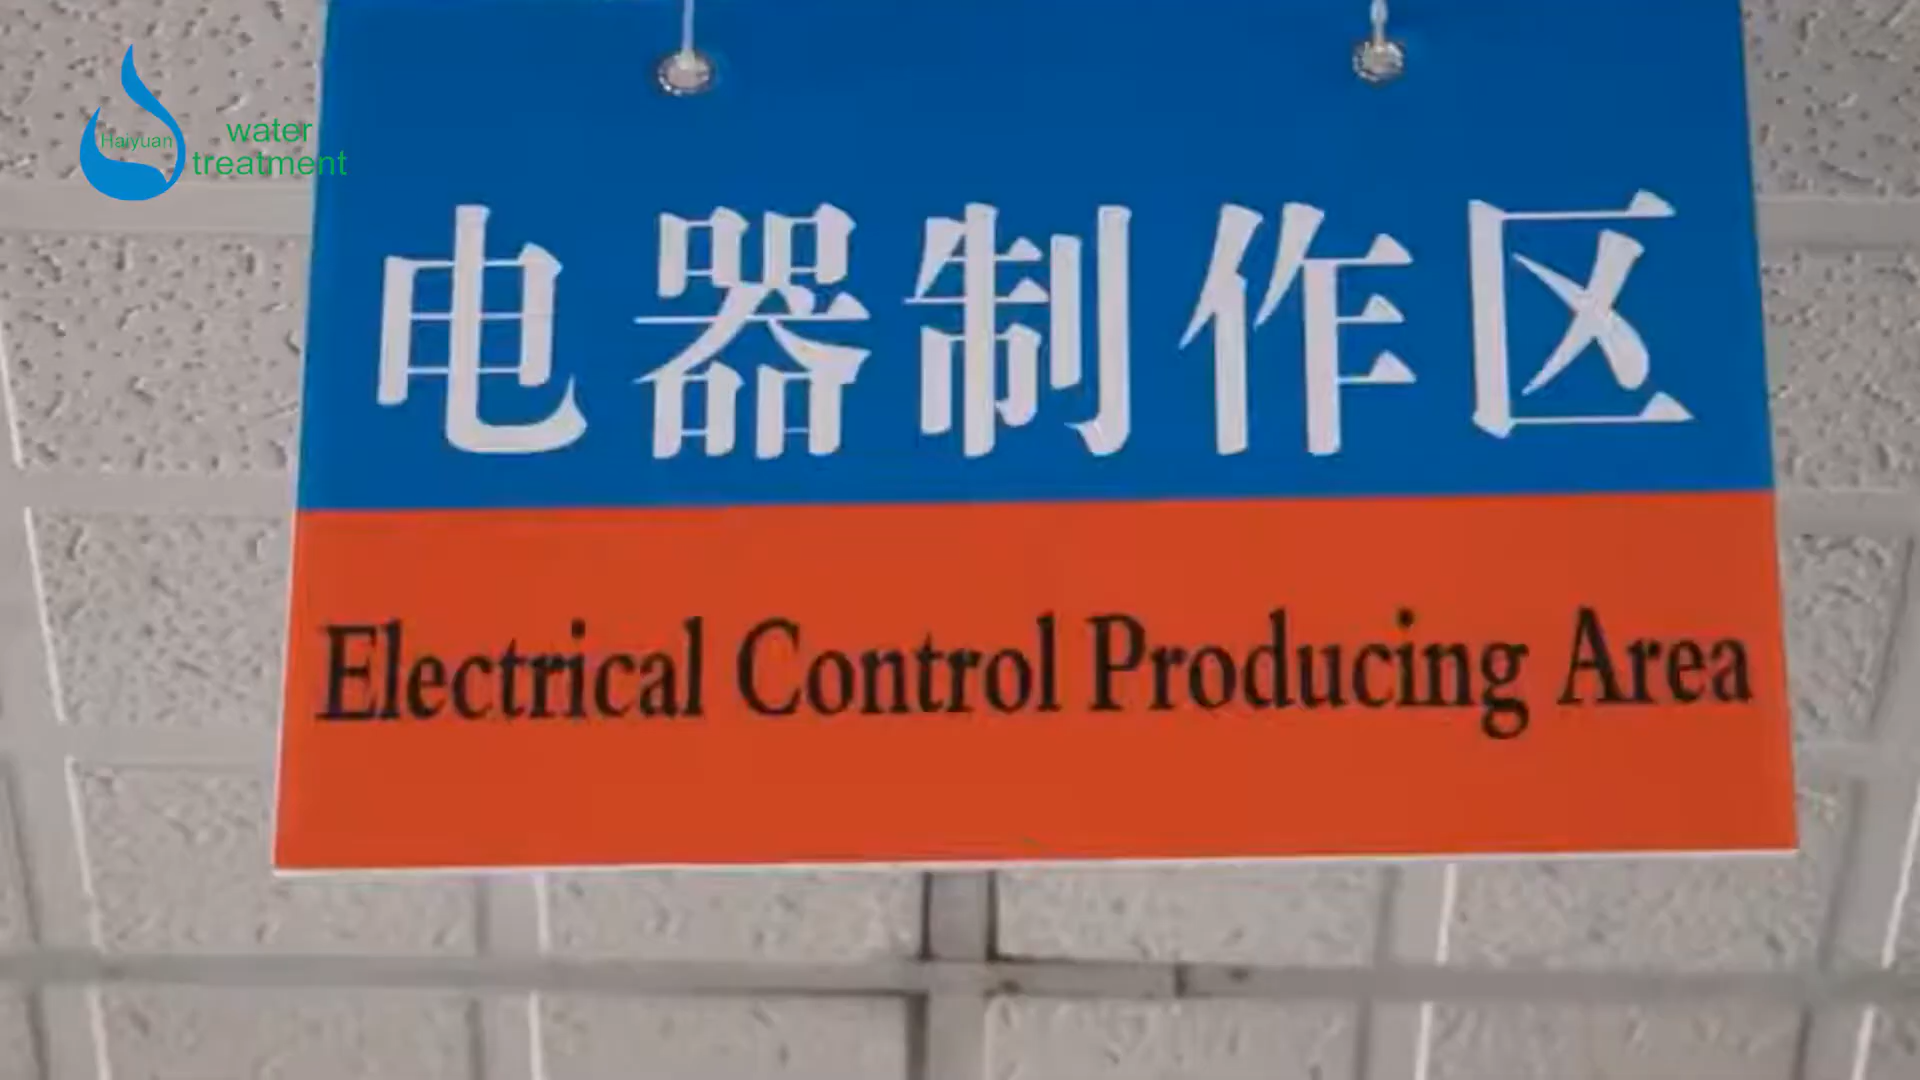 Haiyuan
water
treatment
电器制作区
Electrical Control Producing Area